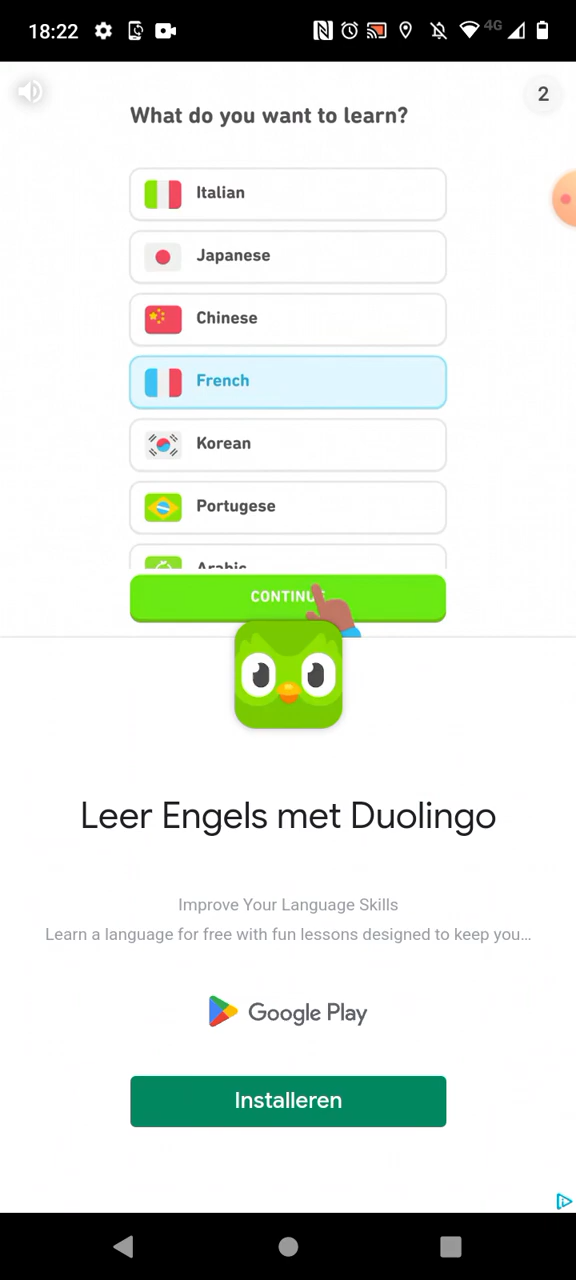 18:22
4G
2
What do you want to learn?
Italian
Japanese
Chinese
French
Korean
Portugese
Arabic
CONTINUE
Leer Engels met Duolingo
Improve Your Language Skills
Learn a language for free with fun lessons designed to keep you...
Google Play
Installeren